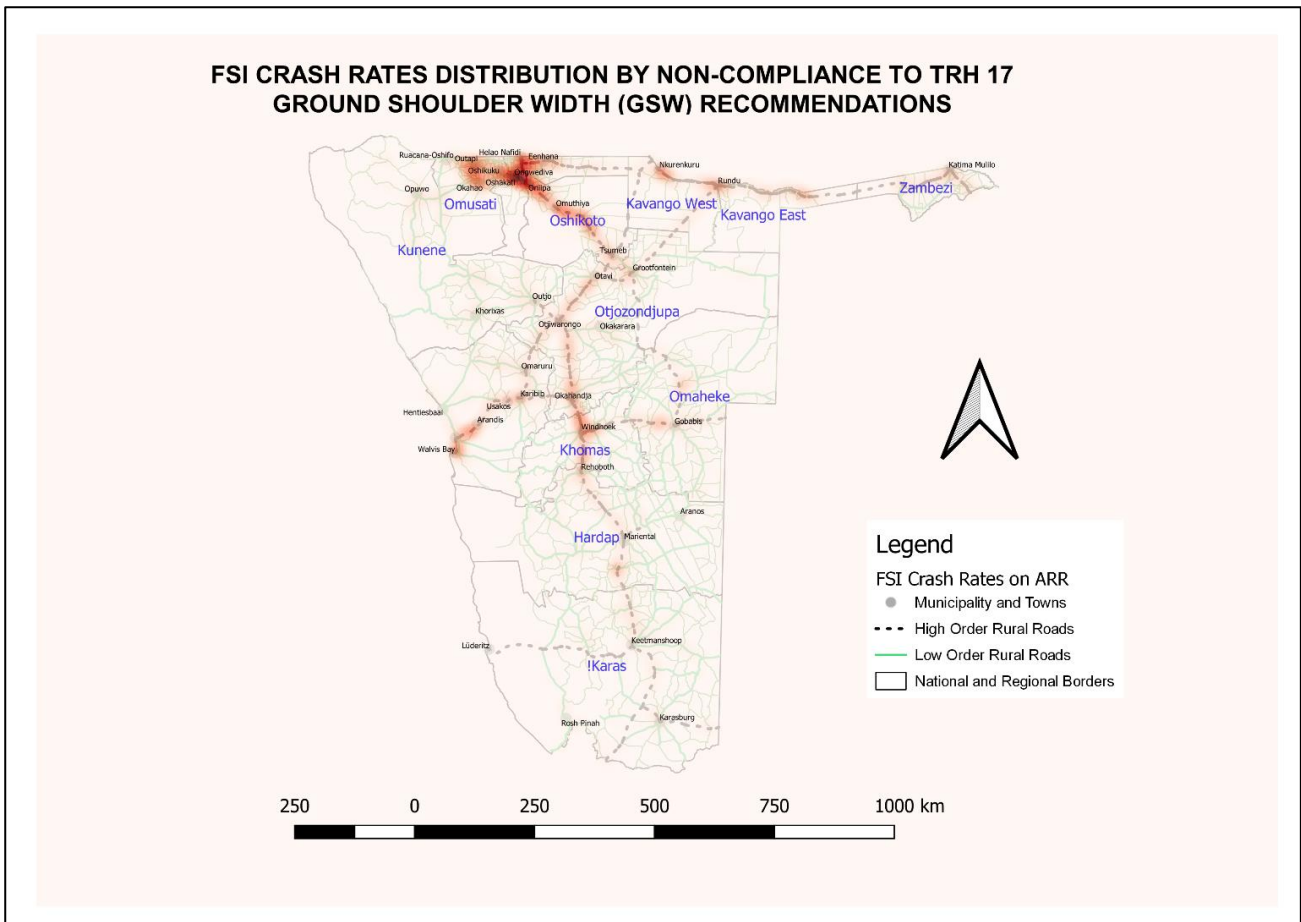 FSI CRASH RATES DISTRIBUTION BY NON-COMPLIANCE TO TRH 17
GROUND SHOULDER WIDTH (GSW) RECOMMENDATIONS
Ruacana-Oshifo
Outapi
Helao Nafidi
Eenhana
Oshikuku
Ongwediva
Okahao
Oshakati
Oniipa
Opuwo
Omusati
Omuthiya
Oshikoto
Nkurenkuru
Rundu
Katima Mulilo
Zambezi
Kavango West
Kavango East
Kunene
Tsumeb
Grootfontein
Otavi
Outjo
Khorixas
Otjozondjupa
Otjiwarongo
Okakarara
Omaruru
Karibib
Okahandja
Omaheke
Usakos
Hentiesbaai
Arandis
Windhoek
Gobabis
Walvis Bay
Khomas
Rehoboth
Aranos
Hardap
Mariental
Lüderitz
Keetmanshoop
!Karas
Rosh Pinah
Karasburg
Legend
FSI Crash Rates on ARR
Municipality and Towns
High Order Rural Roads
Low Order Rural Roads
National and Regional Borders
250 0 250 500 750 1000 km